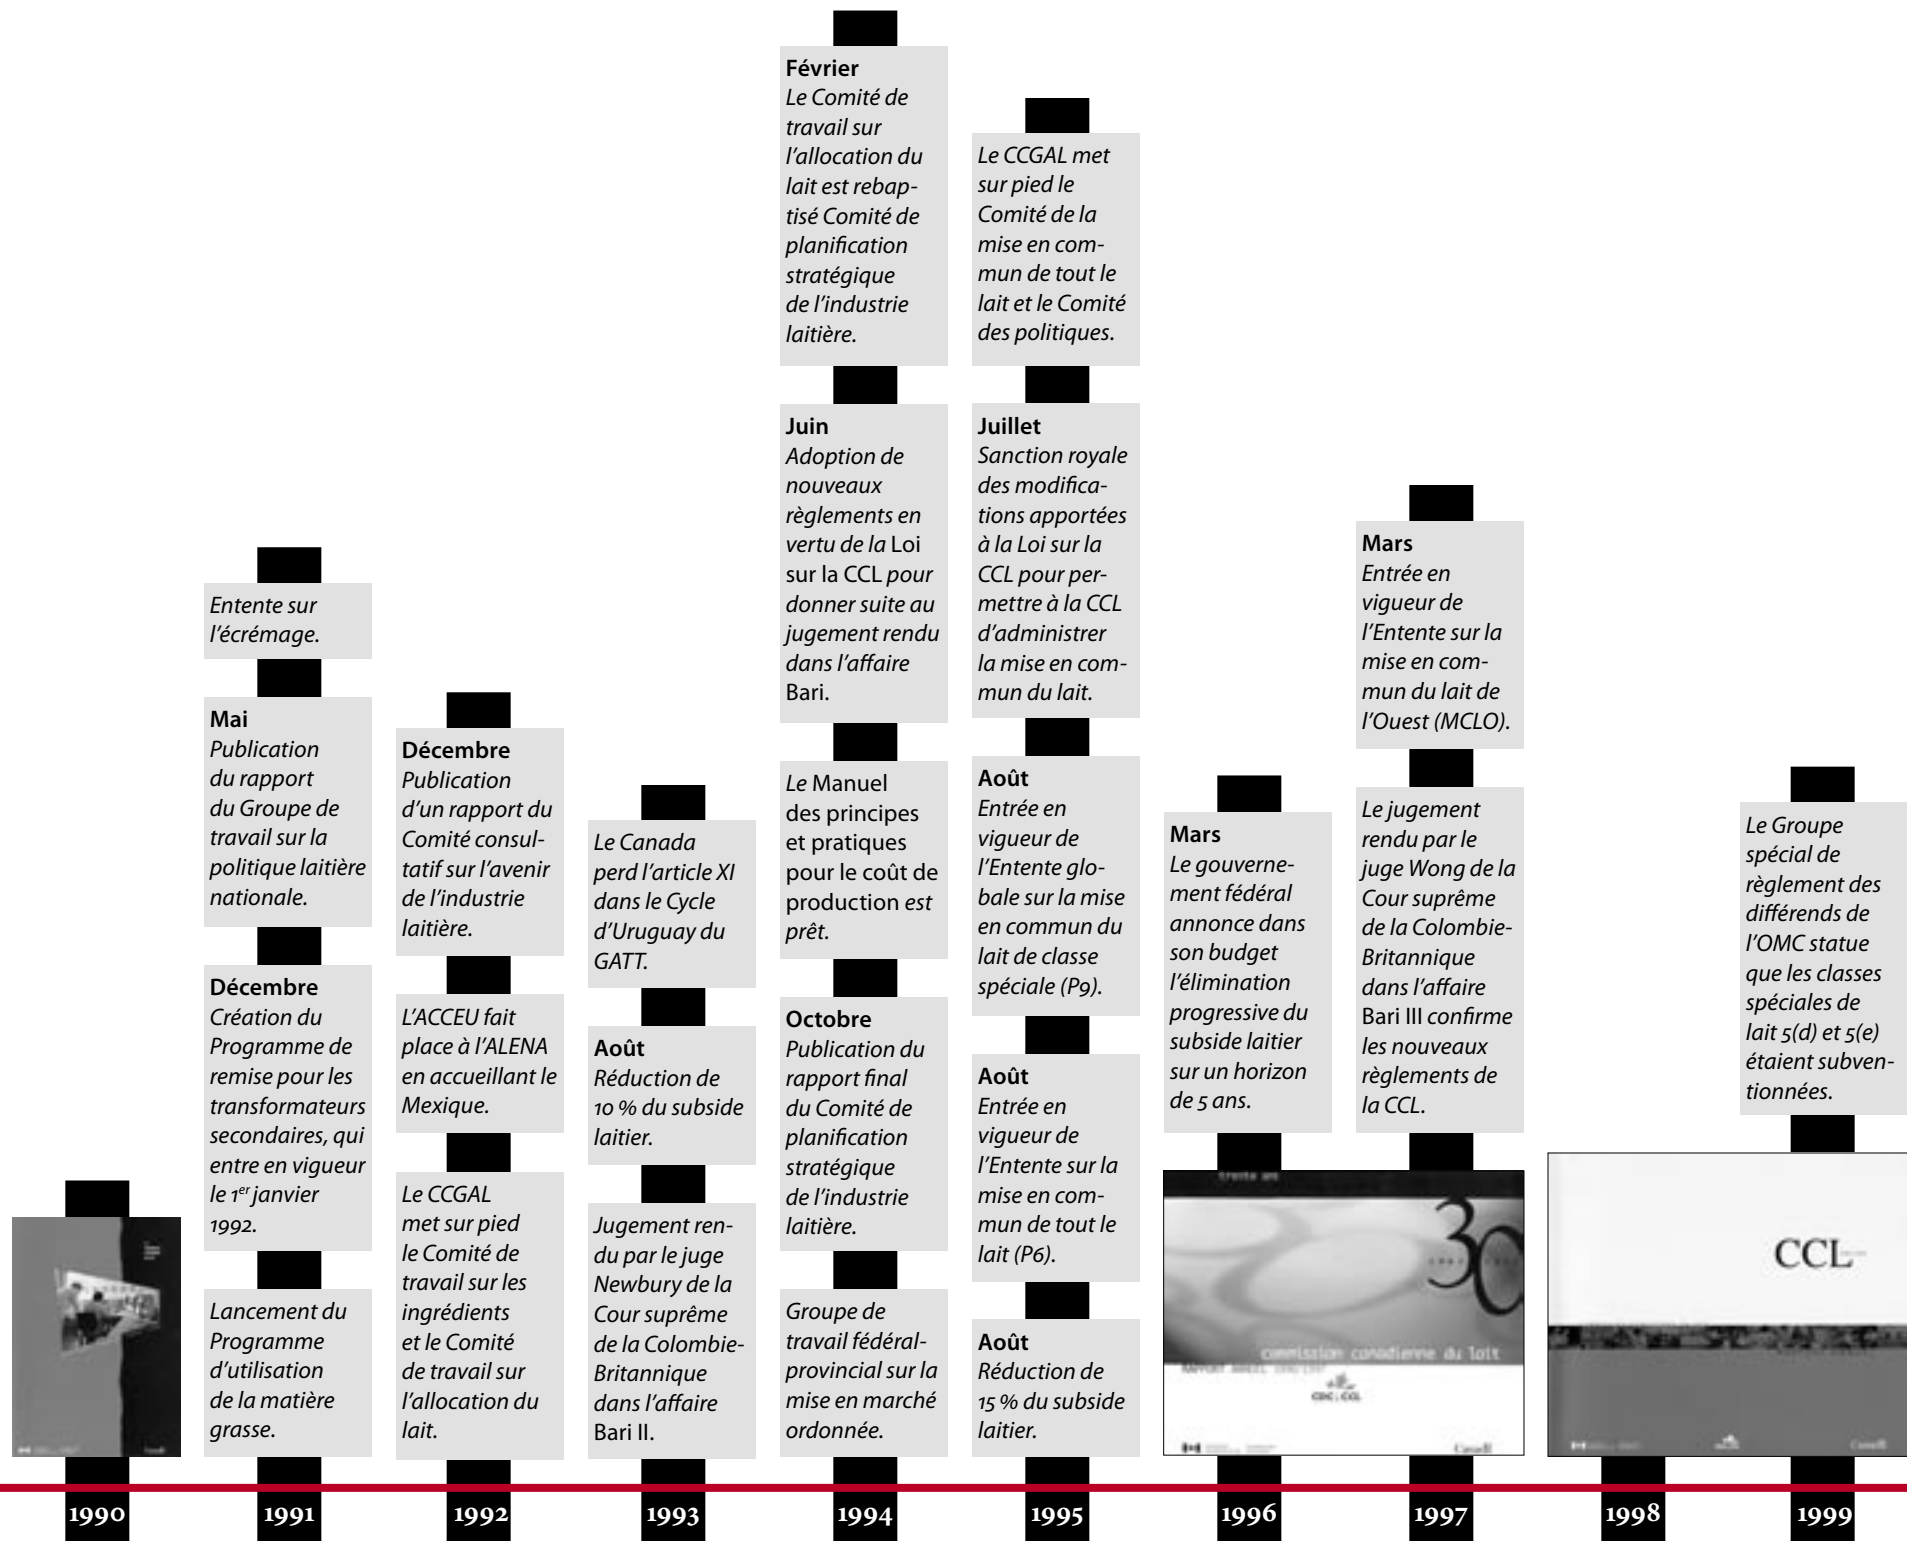 Entente sur
l'écrémage.
Mai
Publication
du rapport
du Groupe de
travail sur la
politique laitière
nationale.
Décembre
Création du
Programme de
remise pour les
transformateurs
secondaires, qui
entre en vigueur
le 1er janvier
1992.
Lancement du
Programme
d'utilisation
de la matière
grasse.
Décembre
Publication
d'un rapport du
Comité consul-
tatif sur l'avenir
de l'industrie
laitière.
L'ACCEU fait
place à l'ALENA
en accueillant le
Mexique.
Le CCGAL
met sur pied
le Comité de
travail sur les
ingrédients
et le Comité
de travail sur
l'allocation du
lait.
Le Canada
perd l'article XI
dans le Cycle
d'Uruguay du
GATT.
Août
Réduction de
10 % du subside
laitier.
Jugement ren-
du par le juge
Newbury de la
Cour suprême
de la Colombie-
Britannique
dans l'affaire
Bari II.
Février
Le Comité de
travail sur
l'allocation du
lait est rebap-
tisé Comité de
planification
stratégique
de l'industrie
laitière.
Juin
Adoption de
nouveaux
règlements en
vertu de la Loi
sur la CCL pour
donner suite au
jugement rendu
dans l'affaire
Bari.
Le Manuel
des principes
et pratiques
pour le coût de
production est
prêt.
Octobre
Publication du
rapport final
du Comité de
planification
stratégique
de l'industrie
laitière.
Groupe de
travail fédéral-
provincial sur la
mise en marché
ordonnée.
Le CCGAL met
sur pied le
Comité de la
mise en com-
mun de tout le
lait et le Comité
des politiques.
Juillet
Sanction royale
des modifica-
tions apportées
à la Loi sur la
CCL pour per-
mettre à la CCL
d'administrer
la mise en com-
mun du lait.
Août
Entrée en
vigueur de
l'Entente glo-
bale sur la mise
en commun du
lait de classe
spéciale (P9).
Août
Entrée en
vigueur de
l'Entente sur la
mise en com-
mun de tout le
lait (P6).
Août
Réduction de
15 % du subside
laitier.
Mars
Le gouverne-
ment fédéral
annonce dans
son budget
l'élimination
progressive du
subside laitier
sur un horizon
de 5 ans.
Mars
Entrée en
vigueur de
l'Entente sur la
mise en com-
mun du lait de
l'Ouest (MCLO).
Le jugement
rendu par le
juge Wong de la
Cour suprême
de la Colombie-
Britannique
dans l'affaire
Bari III confirme
les nouveaux
règlements de
la CCL.
trente ans
30
commission canadienne du lait
CDC CCL
Canada
Le Groupe
spécial de
règlement des
différends de
l'OMC statue
que les classes
spéciales de
lait 5(d) et 5(e)
étaient subven-
tionnées.
CCL
Canada
1990
1991
1992
1993
1994
1995
1996
1997
1998
1999